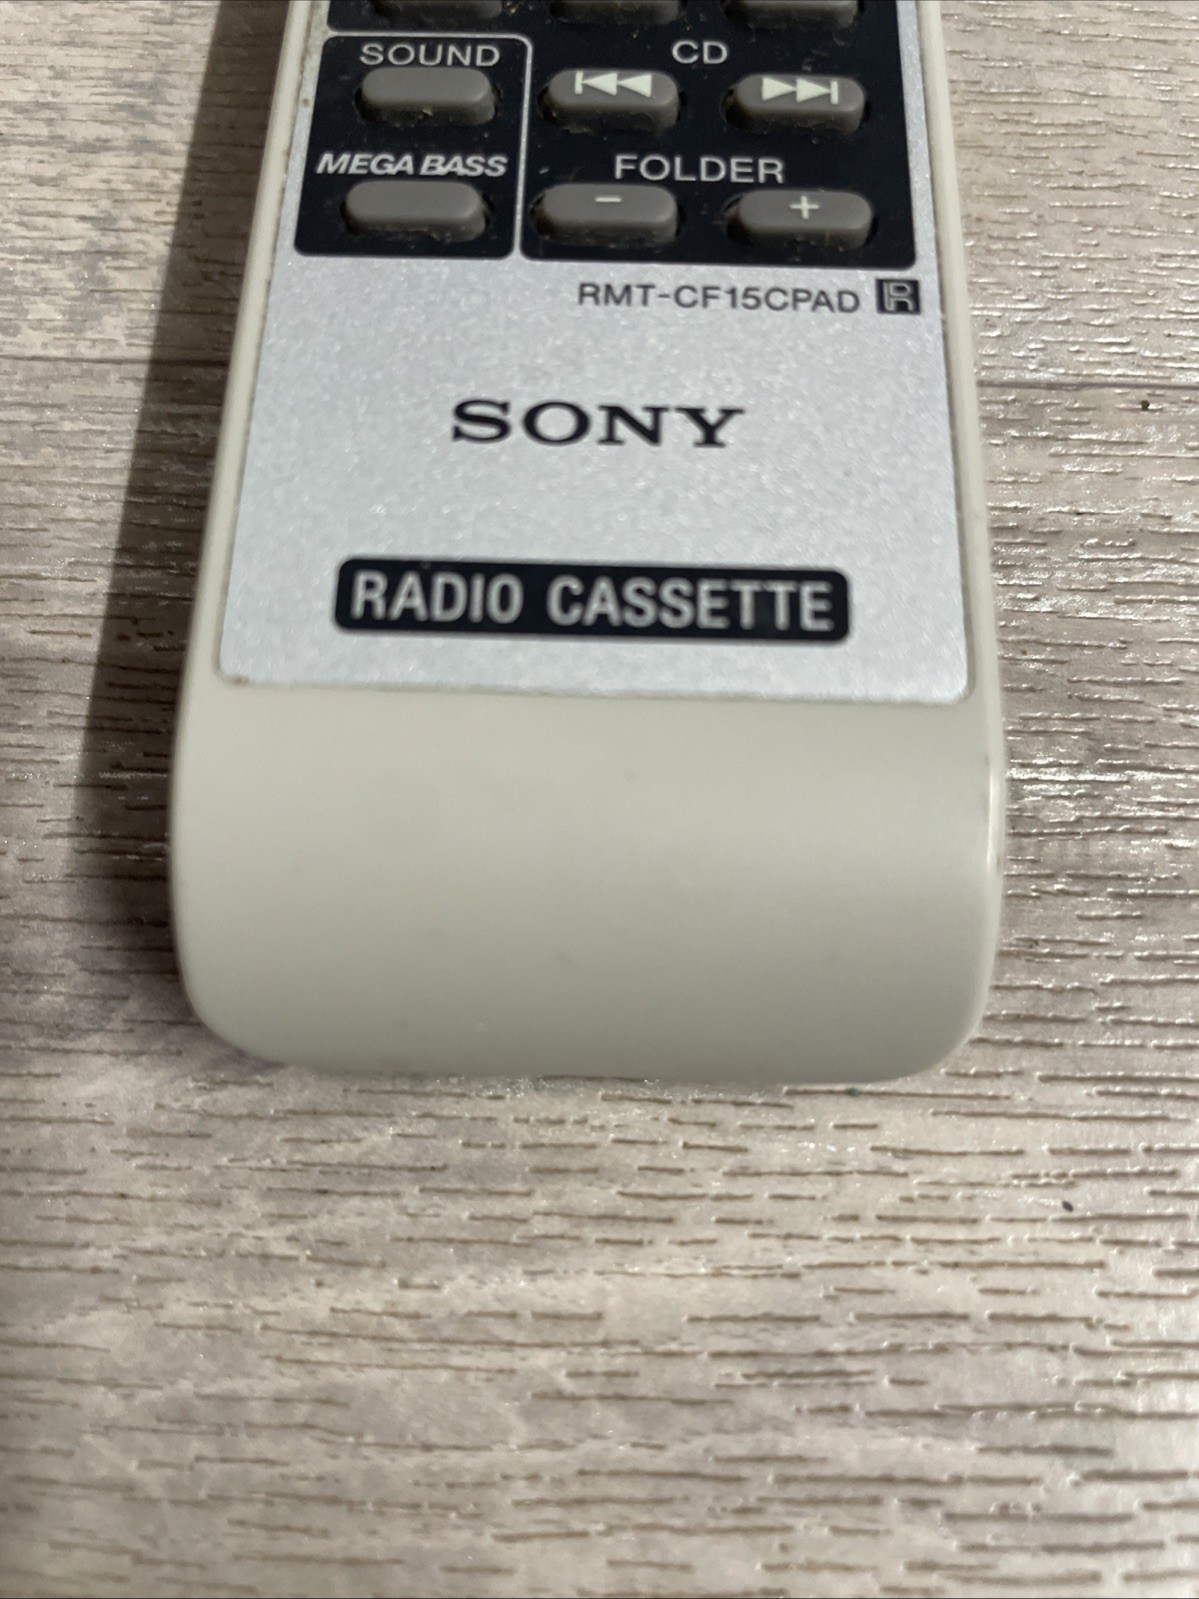 SOUND
CD
MEGA BASS
FOLDER
- +
RMT-CF15CPAD R
SONY
RADIO CASSETTE